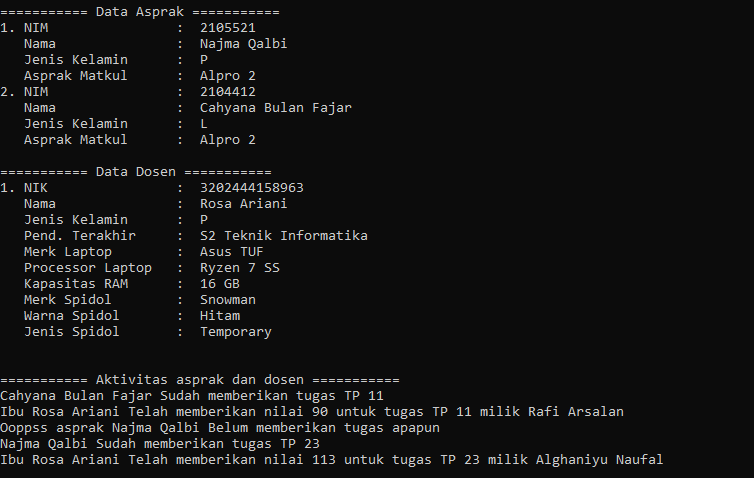 =========== Data Asprak ===========
1. NIM                :  2105521
   Nama               :  Najma Qalbi
   Jenis Kelamin      :  P
   Asprak Matkul      :  Alpro 2
2. NIM                :  2104412
   Nama               :  Cahyana Bulan Fajar
   Jenis Kelamin      :  L
   Asprak Matkul      :  Alpro 2
=========== Data Dosen ===========
1. NIK                :  3202444158963
   Nama               :  Rosa Ariani
   Jenis Kelamin      :  P
   Pend. Terakhir     :  S2 Teknik Informatika
   Merk Laptop        :  Asus TUF
   Processor Laptop   :  Ryzen 7 SS
   Kapasitas RAM      :  16 GB
   Merk Spidol        :  Snowman
   Warna Spidol       :  Hitam
   Jenis Spidol       :  Temporary
=========== Aktivitas asprak dan dosen ===========
Cahyana Bulan Fajar Sudah memberikan tugas TP 11
Ibu Rosa Ariani Telah memberikan nilai 90 untuk tugas TP 11 milik Rafi Arsalan
Ooppss asprak Najma Qalbi Belum memberikan tugas apapun
Najma Qalbi Sudah memberikan tugas TP 23
Ibu Rosa Ariani Telah memberikan nilai 113 untuk tugas TP 23 milik Alghaniyu Naufal